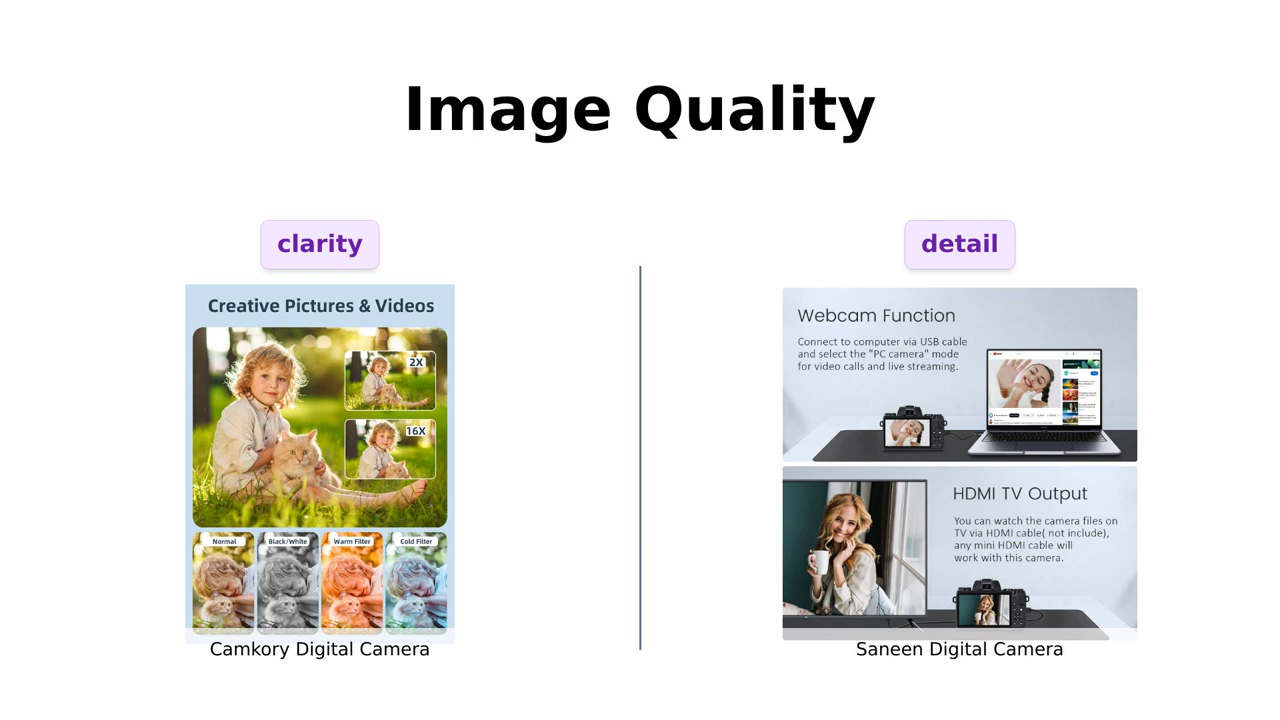 Image Quality
clarity
Creative Pictures & Videos
2X
16X
Normal
Black/White
Warm Filter
Cold Filter
Camkory Digital Camera
detail
Webcam Function
Connect to computer via USB cable
and select the "PC camera" mode
for video calls and live streaming.
HDMI TV Output
You can watch the camera files on
TV via HDMI cable( not include),
any mini HDMI cable will
work with this camera.
Saneen Digital Camera